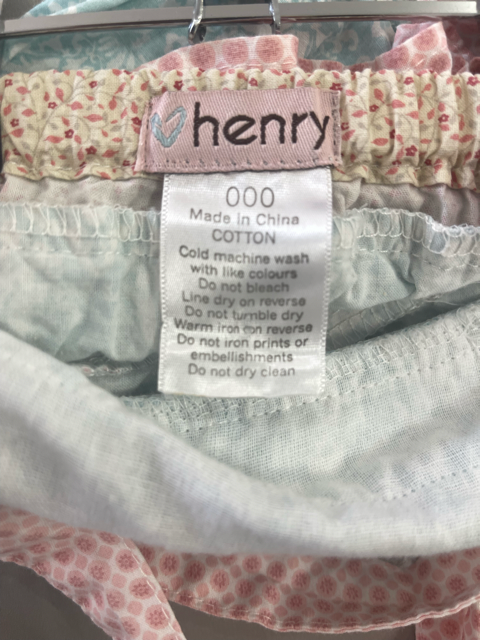 henry
000
Made in China
COTTON
Cold machine wash
with like colours
Do not bleach
Line dry on reverse
Do not tumble dry
Warm iron on reverse
Do not iron prints or
embellishments
Do not dry clean